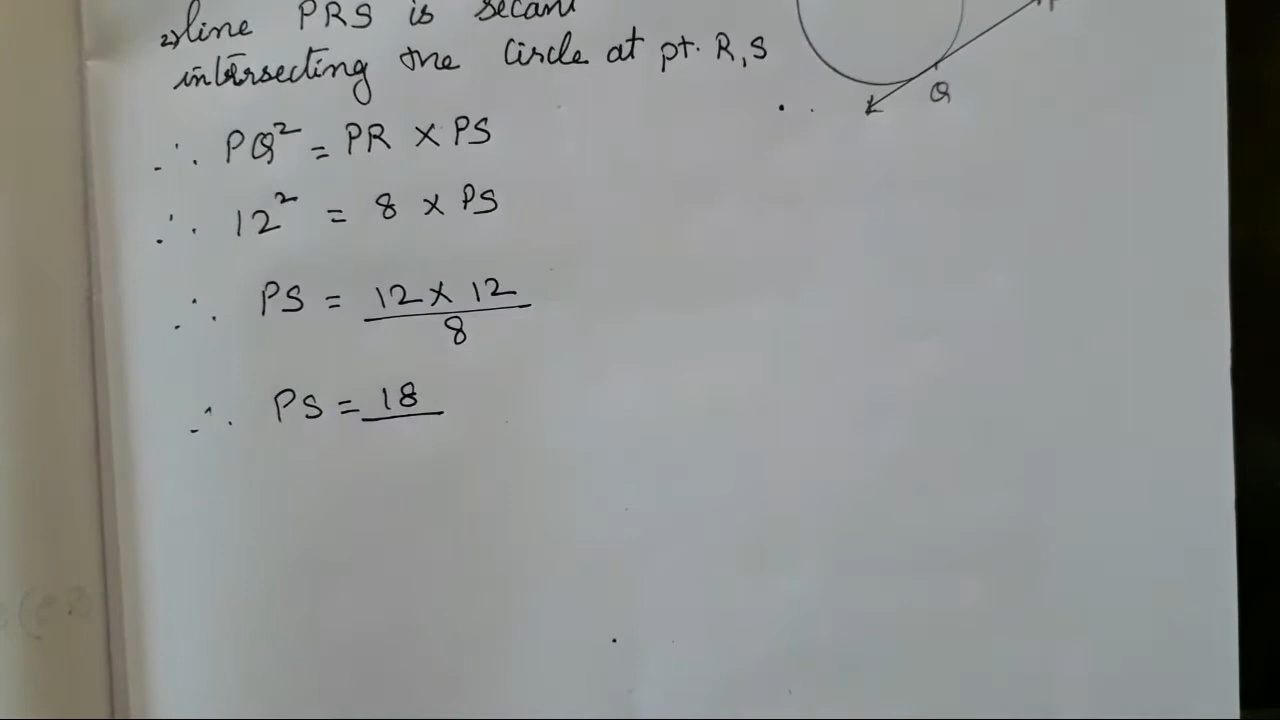 2) line PRS is secant
intersecting the Circle at pt. R,S
∴ PQ² = PR × PS
∴ 12² = 8 × PS
∴ PS = 12 × 12
8
∴ PS = 18
Q
P